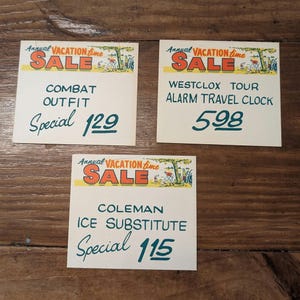 Annual VACATION time
SALE
COMBAT
OUTFIT
Special 1.29
Annual VACATION time
SALE
WESTCLOX TOUR
ALARM TRAVEL CLOCK
5.98
Annual VACATION time
SALE
COLEMAN
ICE SUBSTITUTE
Special 1.15